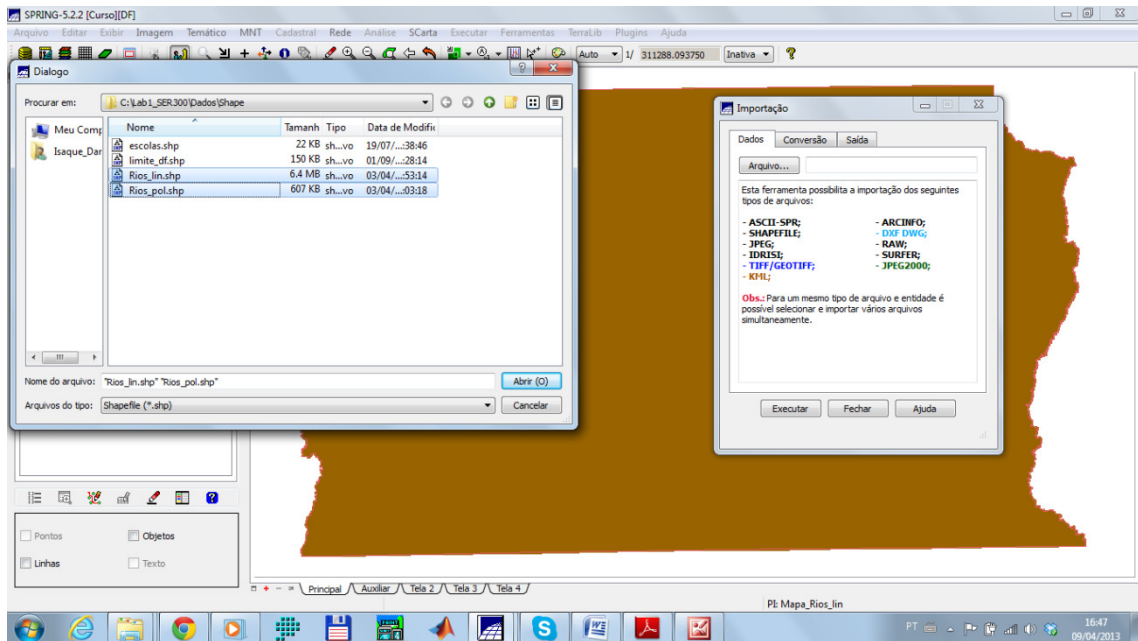 SPRING-5.2.2 [Curso][DF]
Arquivo Editar Exibir Imagem Temático MNT Cadastral Rede Análise SCarta Executar Ferramentas TerraLib Plugins Ajuda
Auto 1/ 311288.093750 Inativa
Dialogo
Procurar em: C:\Lab1_SER300\Dados\Shape
Meu Comp
Isaque_Dar
Nome Tamanh Tipo Data de Modific
escolas.shp 22 KB sh...vo 19/07/...:38:46
limite_df.shp 150 KB sh...vo 01/09/...:28:14
Rios_lin.shp 6.4 MB sh...vo 03/04/...:53:14
Rios_pol.shp 607 KB sh...vo 03/04/...:03:18
Nome do arquivo: "Rios_lin.shp" "Rios_pol.shp" Abrir (O)
Arquivos do tipo: Shapefile (*.shp) Cancelar
Importação
Dados Conversão Saída
Arquivo...
Esta ferramenta possibilita a importação dos seguintes
tipos de arquivos:
- ASCII-SPR; - ARCINFO;
- SHAPEFILE; - DXF DWG;
- JPEG; - RAW;
- IDRISI; - SURFER;
- TIFF/GEOTIFF; - JPEG2000;
- KML;
Obs.: Para um mesmo tipo de arquivo e entidade é
possível selecionar e importar vários arquivos
simultaneamente.
Executar Fechar Ajuda
Pontos Objetos
Linhas Texto
Principal Auxiliar Tela 2 Tela 3 Tela 4
PI: Mapa_Rios_lin
PT 16:47
09/04/2013